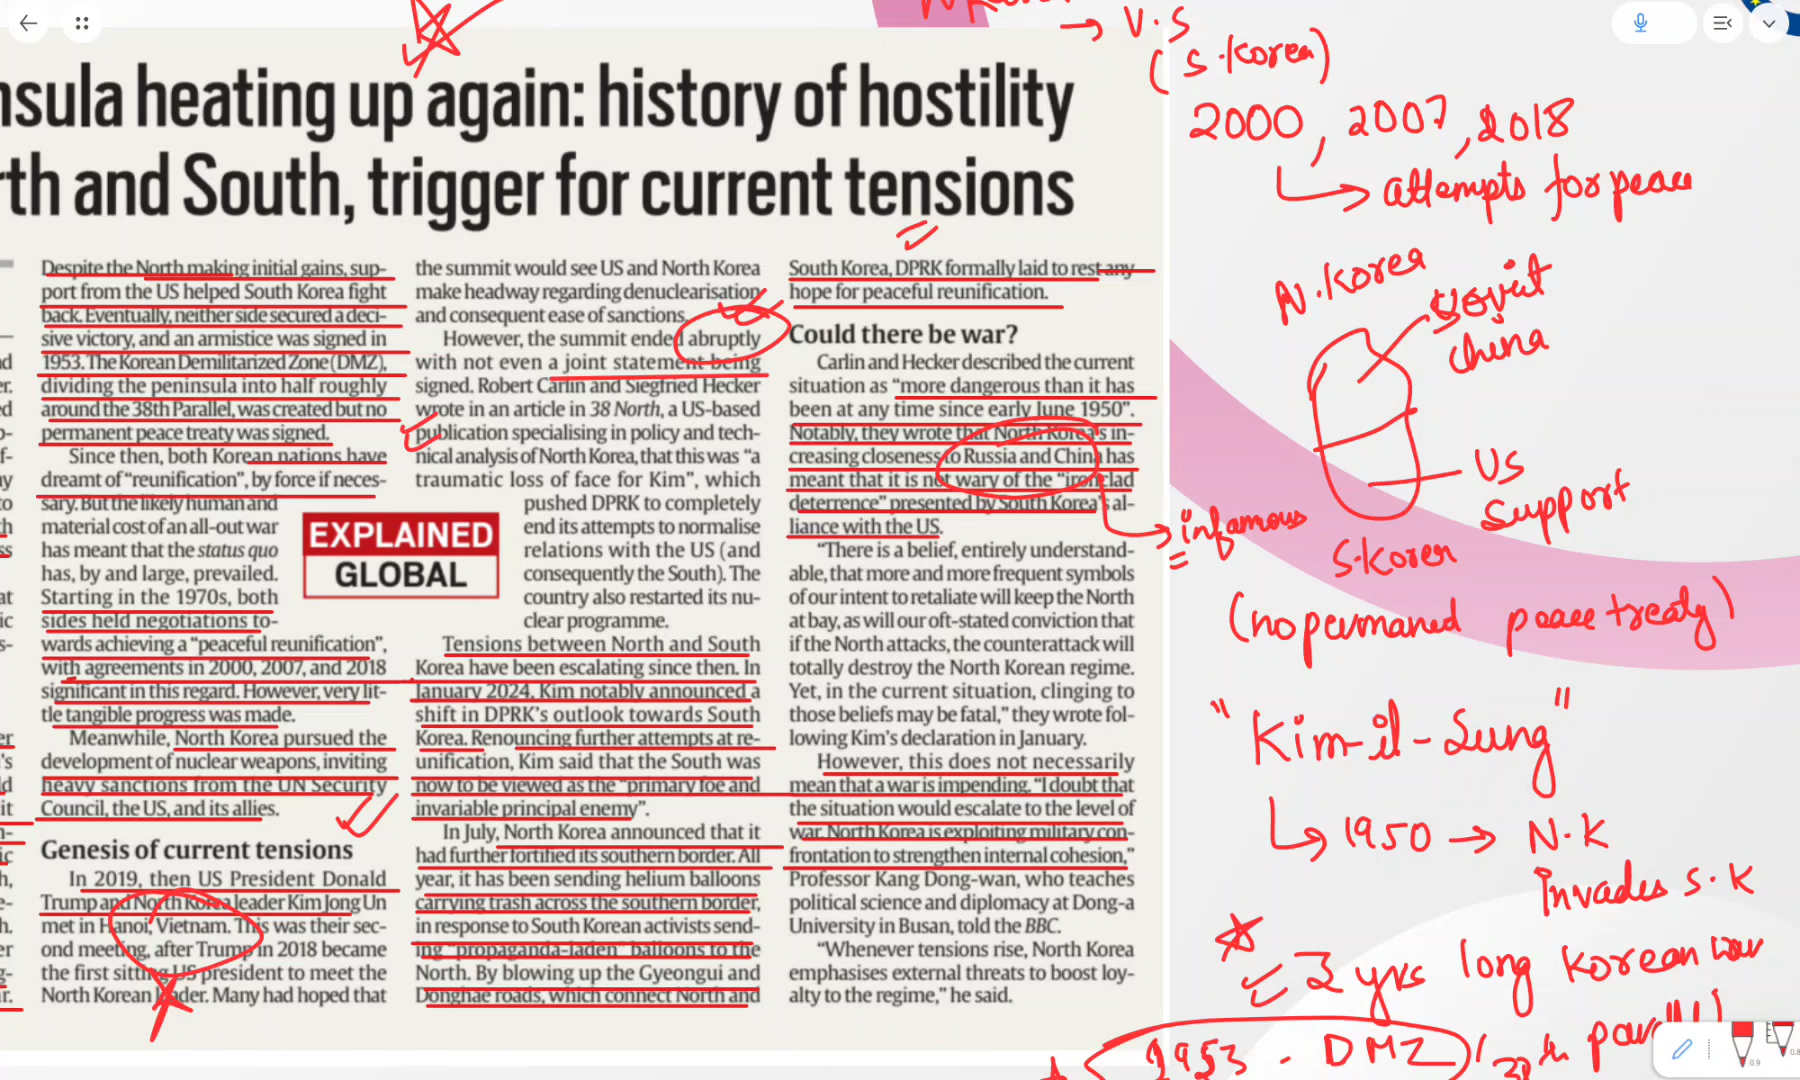 nsula heating up again: history of hostility
rth and South, trigger for current tensions
Despite the North making initial gains, sup-
port from the US helped South Korea fight
back. Eventually, neither side secured a deci-
sive victory, and an armistice was signed in
1953. The Korean Demilitarized Zone (DMZ),
dividing the peninsula into half roughly
around the 38th Parallel, was created but no
permanent peace treaty was signed.
Since then, both Korean nations have
dreamt of “reunification”, by force if neces-
sary. But the likely human and
material cost of an all-out war
has meant that the status quo
has, by and large, prevailed.
Starting in the 1970s, both
sides held negotiations to-
wards achieving a “peaceful reunification”,
with agreements in 2000, 2007, and 2018
significant in this regard. However, very lit-
tle tangible progress was made.
Meanwhile, North Korea pursued the
development of nuclear weapons, inviting
heavy sanctions from the UN Security
Council, the US, and its allies.
Genesis of current tensions
In 2019, then US President Donald
Trump and North Korea leader Kim Jong Un
met in Hanoi, Vietnam. This was their sec-
ond meeting, after Trump in 2018 became
the first sitting US president to meet the
North Korean leader. Many had hoped that
EXPLAINED
GLOBAL
the summit would see US and North Korea
make headway regarding denuclearisation
and consequent ease of sanctions.
However, the summit ended abruptly
with not even a joint statement being
signed. Robert Carlin and Siegfried Hecker
wrote in an article in 38 North, a US-based
publication specialising in policy and tech-
nical analysis of North Korea, that this was “a
traumatic loss of face for Kim”, which
pushed DPRK to completely
end its attempts to normalise
relations with the US (and
consequently the South). The
country also restarted its nu-
clear programme.
Tensions between North and South
Korea have been escalating since then. In
January 2024, Kim notably announced a
shift in DPRK’s outlook towards South
Korea. Renouncing further attempts at re-
unification, Kim said that the South was
now to be viewed as the “primary foe and
invariable principal enemy”.
In July, North Korea announced that it
had further fortified its southern border. All
year, it has been sending helium balloons
carrying trash across the southern border,
in response to South Korean activists send-
ing “propaganda-laden” balloons to the
North. By blowing up the Gyeongui and
Donghae roads, which connect North and
South Korea, DPRK formally laid to rest any
hope for peaceful reunification.
Could there be war?
Carlin and Hecker described the current
situation as “more dangerous than it has
been at any time since early June 1950”.
Notably, they wrote that North Korea’s in-
creasing closeness to Russia and China has
meant that it is not wary of the “ironclad
deterrence” presented by South Korea’s al-
liance with the US.
“There is a belief, entirely understand-
able, that more and more frequent symbols
of our intent to retaliate will keep the North
at bay, as will our oft-stated conviction that
if the North attacks, the counterattack will
totally destroy the North Korean regime.
Yet, in the current situation, clinging to
those beliefs may be fatal,” they wrote fol-
lowing Kim’s declaration in January.
However, this does not necessarily
mean that a war is impending. “I doubt that
the situation would escalate to the level of
war. North Korea is exploiting military con-
frontation to strengthen internal cohesion,”
Professor Kang Dong-wan, who teaches
political science and diplomacy at Dong-a
University in Busan, told the BBC.
“Whenever tensions rise, North Korea
emphasises external threats to boost loy-
alty to the regime,” he said.
→ V.S
(S.Korea)
2000, 2007, 2018
attempts for peace
N.Korea
Soviet
china
US
Support
infamous
S.Korea
(no permanend peace treaty)
"Kim-il-Sung"
1950 → N.K
Invades S.K
3 yrs long Korean war
1953 - DMZ
38th parallel